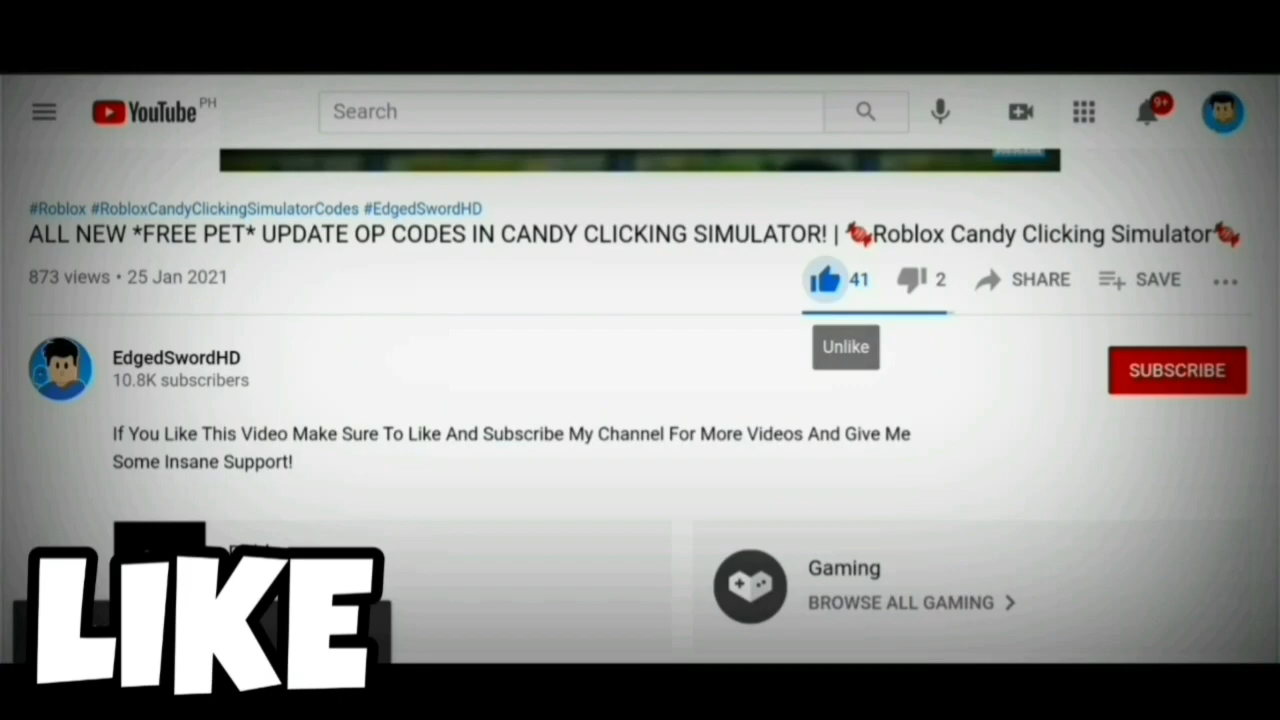 YouTube PH
Search
9+
#Roblox #RobloxCandyClickingSimulatorCodes #EdgedSwordHD
ALL NEW *FREE PET* UPDATE OP CODES IN CANDY CLICKING SIMULATOR! | 🍬Roblox Candy Clicking Simulator🍬
873 views • 25 Jan 2021
41
2
SHARE
SAVE
Unlike
EdgedSwordHD
10.8K subscribers
SUBSCRIBE
If You Like This Video Make Sure To Like And Subscribe My Channel For More Videos And Give Me
Some Insane Support!
Gaming
BROWSE ALL GAMING
LIKE